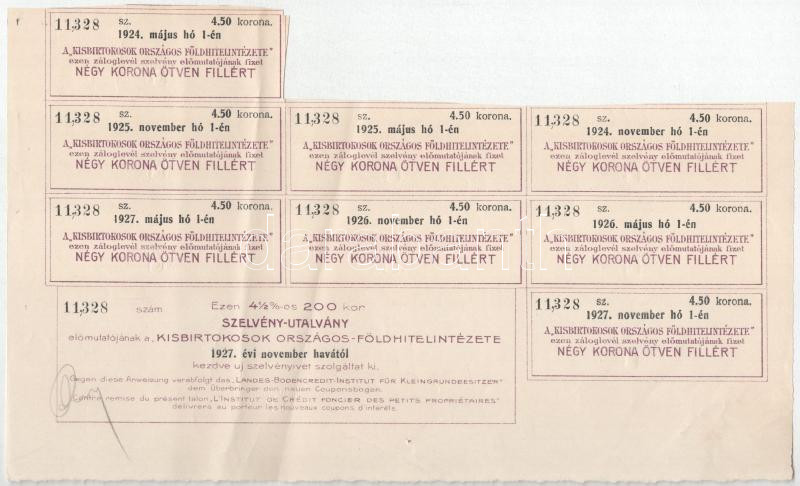 11,328 sz. 4.50 korona.
1924. május hó 1-én
A „KISBIRTOKOSOK ORSZÁGOS FÖLDHITELINTÉZETE"
ezen záloglevél szelvény előmutatójának fizet
NÉGY KORONA ÖTVEN FILLÉRT
11,328 sz. 4.50 korona.
1925. november hó 1-én
A „KISBIRTOKOSOK ORSZÁGOS FÖLDHITELINTÉZETE"
ezen záloglevél szelvény előmutatójának fizet
NÉGY KORONA ÖTVEN FILLÉRT
11,328 sz. 4.50 korona.
1925. május hó 1-én
A „KISBIRTOKOSOK ORSZÁGOS FÖLDHITELINTÉZETE"
ezen záloglevél szelvény előmutatójának fizet
NÉGY KORONA ÖTVEN FILLÉRT
11,328 sz. 4.50 korona.
1924. november hó 1-én
A „KISBIRTOKOSOK ORSZÁGOS FÖLDHITELINTÉZETE"
ezen záloglevél szelvény előmutatójának fizet
NÉGY KORONA ÖTVEN FILLÉRT
11,328 sz. 4.50 korona.
1927. május hó 1-én
A „KISBIRTOKOSOK ORSZÁGOS FÖLDHITELINTÉZETE"
ezen záloglevél szelvény előmutatójának fizet
NÉGY KORONA ÖTVEN FILLÉRT
11,328 sz. 4.50 korona.
1926. november hó 1-én
A „KISBIRTOKOSOK ORSZÁGOS FÖLDHITELINTÉZETE"
ezen záloglevél szelvény előmutatójának fizet
NÉGY KORONA ÖTVEN FILLÉRT
11,328 sz. 4.50 korona.
1926. május hó 1-én
A „KISBIRTOKOSOK ORSZÁGOS FÖLDHITELINTÉZETE"
ezen záloglevél szelvény előmutatójának fizet
NÉGY KORONA ÖTVEN FILLÉRT
darabanth
11,328 szám Ezen 4½%-os 200 kor
SZELVÉNY-UTALVÁNY
előmutatójának a „KISBIRTOKOSOK ORSZÁGOS-FÖLDHITELINTÉZETE
1927. évi november havától
kezdve uj szelvényivet szolgáltat ki.
Gegen diese Anweisung verabfolgt das „LANDES-BODENCREDIT-INSTITUT FÜR KLEINGRUNDBESITZER"
dem Überbringer den neuen Couponsbogen.
Contre remise du présent talon „L'INSTITUT DE CRÉDIT FONCIER DES PETITS PROPRIÉTAIRES"
délivrera au porteur les nouveaux coupons d'intérêts.
11,328 sz. 4.50 korona.
1927. november hó 1-én
A „KISBIRTOKOSOK ORSZÁGOS FÖLDHITELINTÉZETE"
ezen záloglevél szelvény előmutatójának fizet
NÉGY KORONA ÖTVEN FILLÉRT